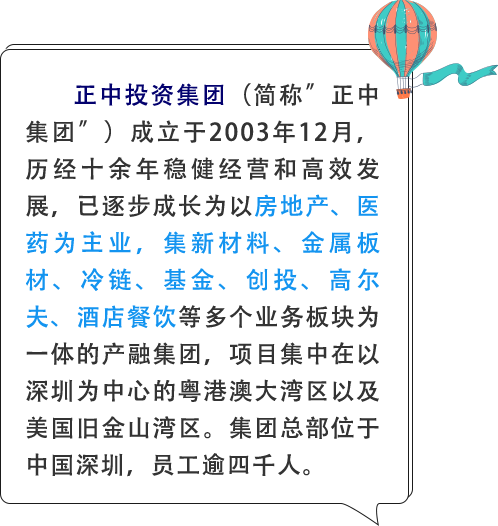 正中投资集团（简称”正中
集团”）成立于2003年12月，
历经十余年稳健经营和高效发
展，已逐步成长为以房地产、医
药为主业，集新材料、金属板
材、冷链、基金、创投、高尔
夫、酒店餐饮等多个业务板块为
一体的产融集团，项目集中在以
深圳为中心的粤港澳大湾区以及
美国旧金山湾区。集团总部位于
中国深圳，员工逾四千人。